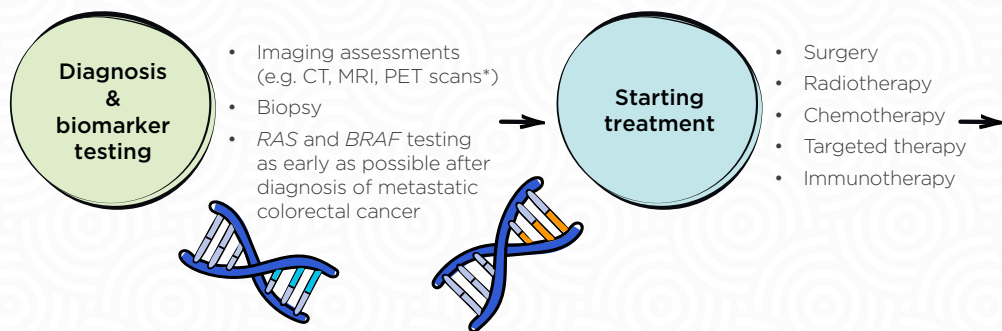 Diagnosis
&
biomarker
testing
• Imaging assessments
(e.g. CT, MRI, PET scans*)
• Biopsy
• RAS and BRAF testing
as early as possible after
diagnosis of metastatic
colorectal cancer
Starting
treatment
• Surgery
• Radiotherapy
• Chemotherapy
• Targeted therapy
• Immunotherapy